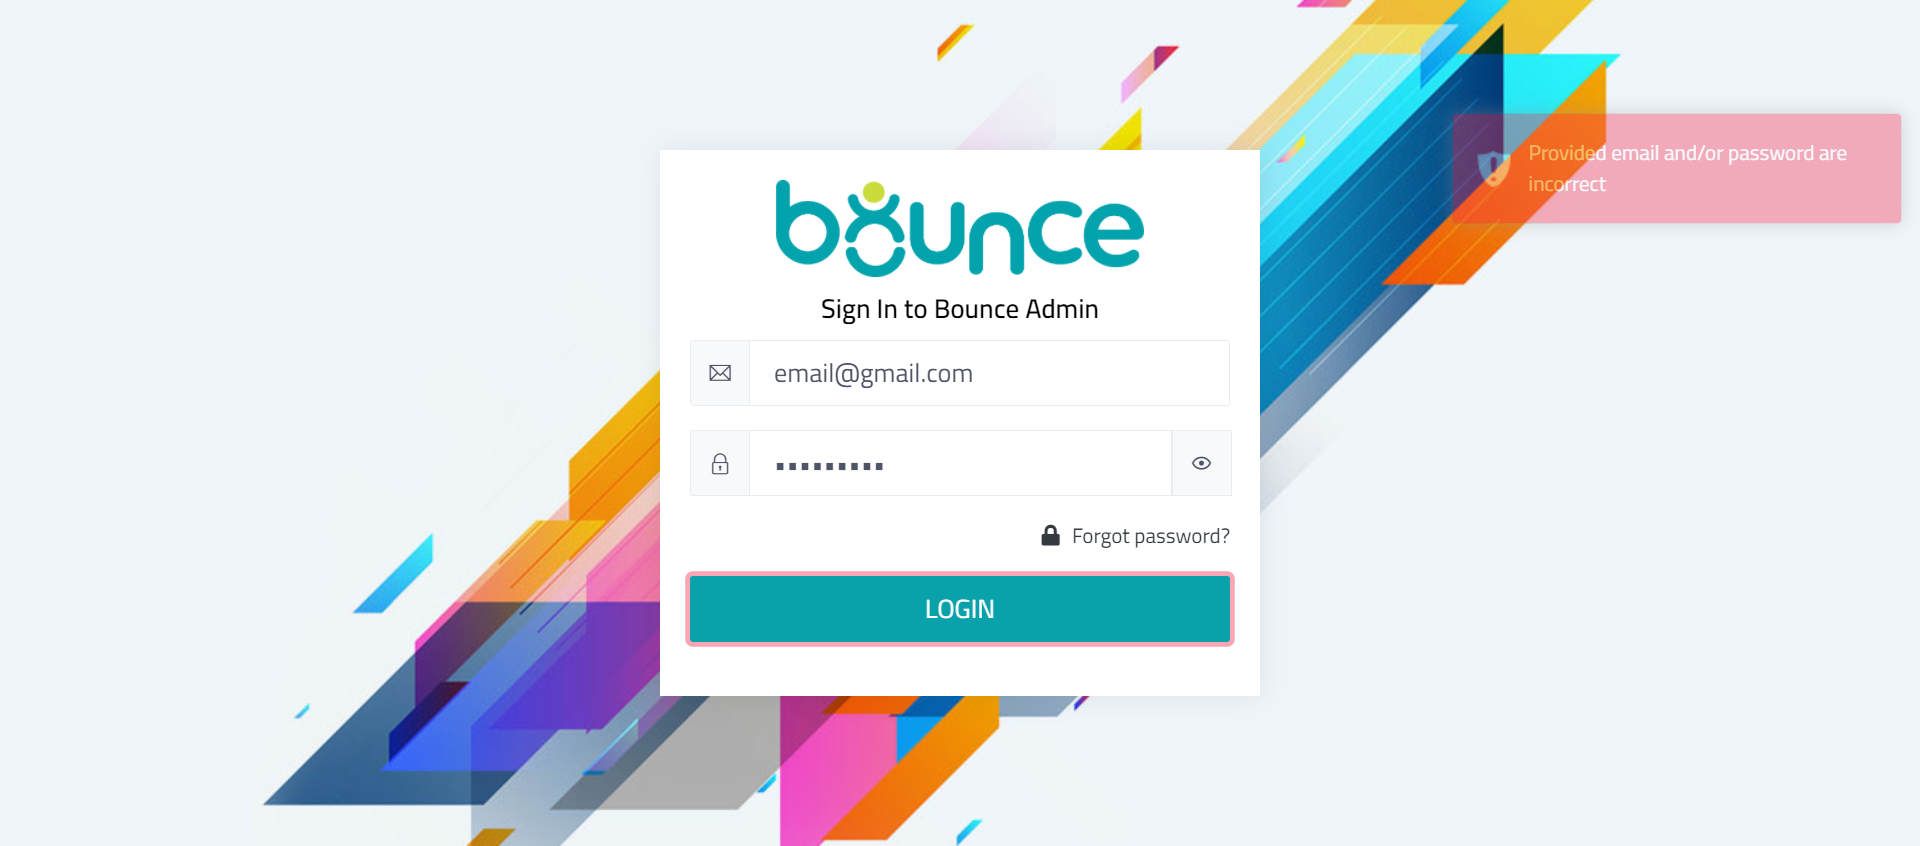 bounce
Sign In to Bounce Admin
email@gmail.com
Forgot password?
LOGIN
Provided email and/or password are
incorrect